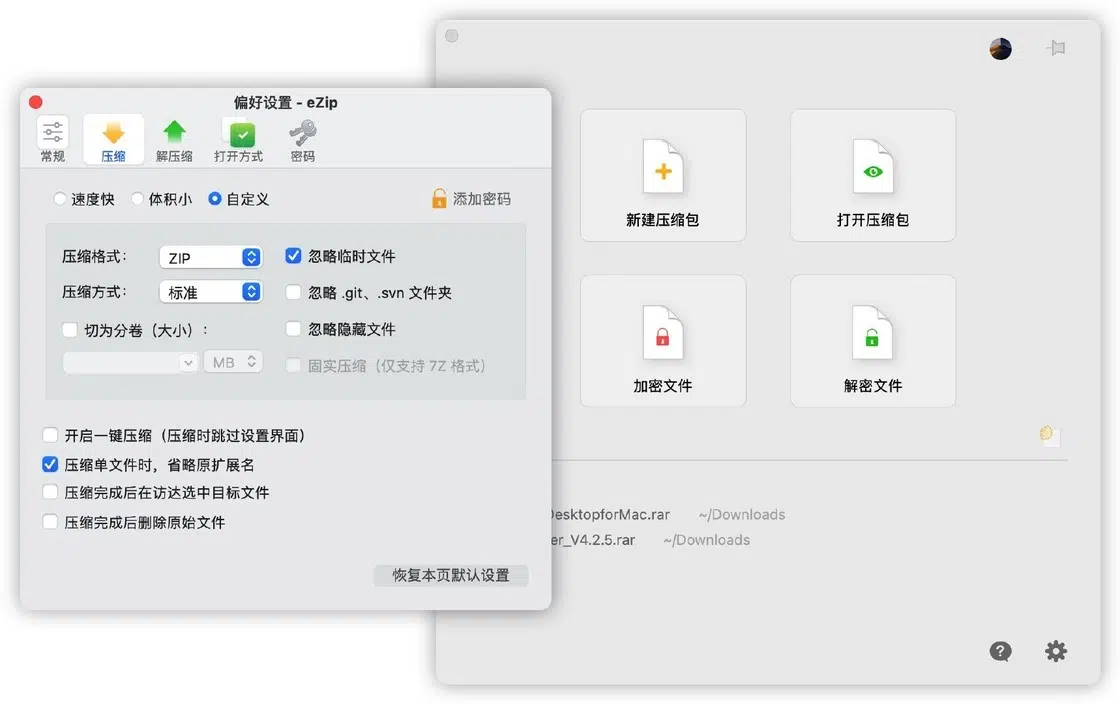 偏好设置 - eZip
常规 压缩 解压缩 打开方式 密码
速度快 体积小 自定义 添加密码
压缩格式： ZIP 忽略临时文件
压缩方式： 标准 忽略 .git、.svn 文件夹
切为分卷（大小）： 忽略隐藏文件
MB 固实压缩（仅支持 7Z 格式）
开启一键压缩（压缩时跳过设置界面）
压缩单文件时，省略原扩展名
压缩完成后在访达选中目标文件
压缩完成后删除原始文件
恢复本页默认设置
新建压缩包 打开压缩包
加密文件 解密文件
DesktopforMac.rar ~/Downloads
er_V4.2.5.rar ~/Downloads